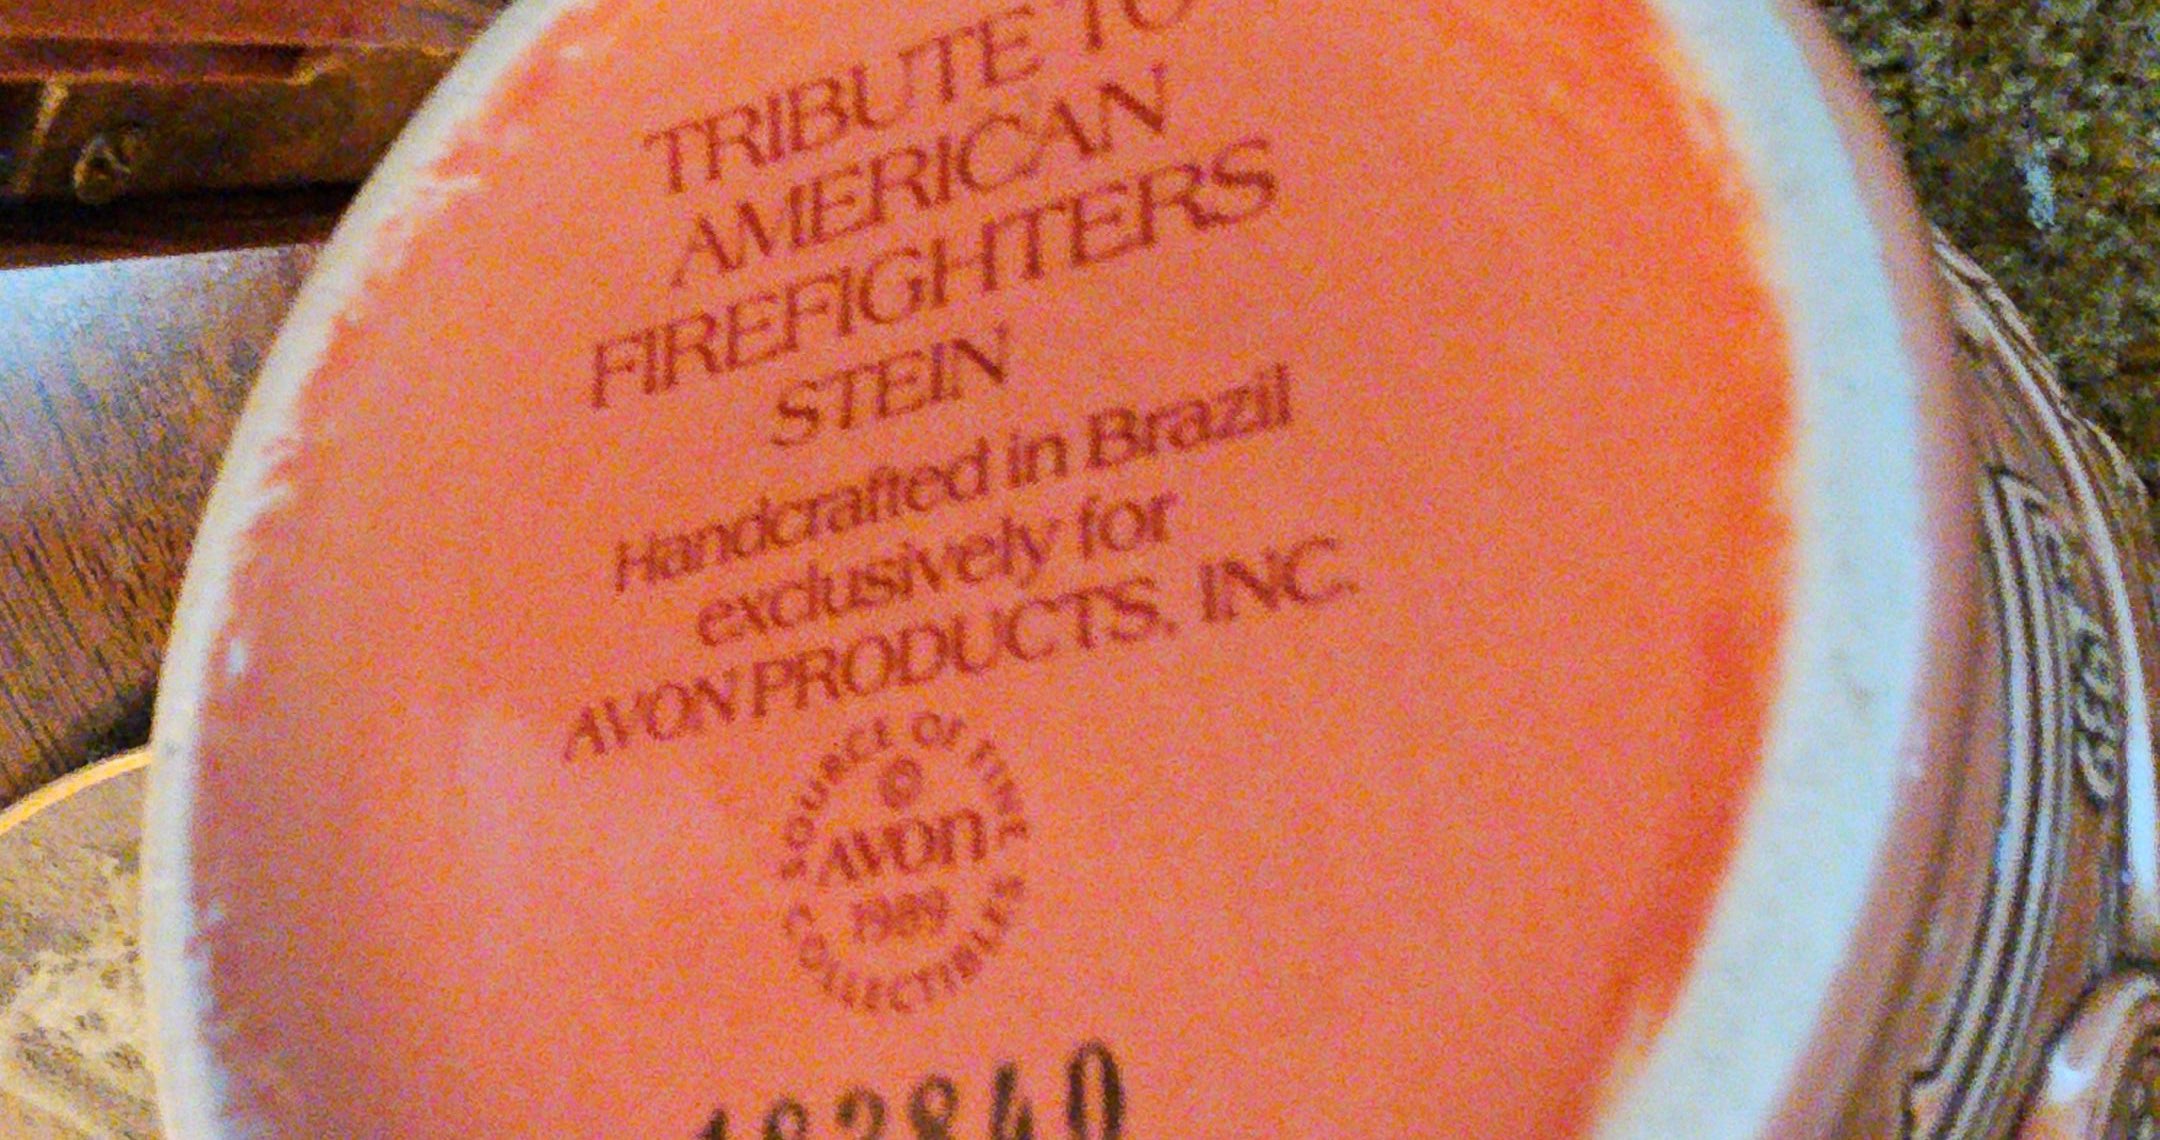 TRIBUTE TO
AMERICAN
FIREFIGHTERS
STEIN
Handcrafted in Brazil
exclusively for
AVON PRODUCTS, INC.
SOURCE OF FINE
©
AVON
1989
COLLECTIBLES